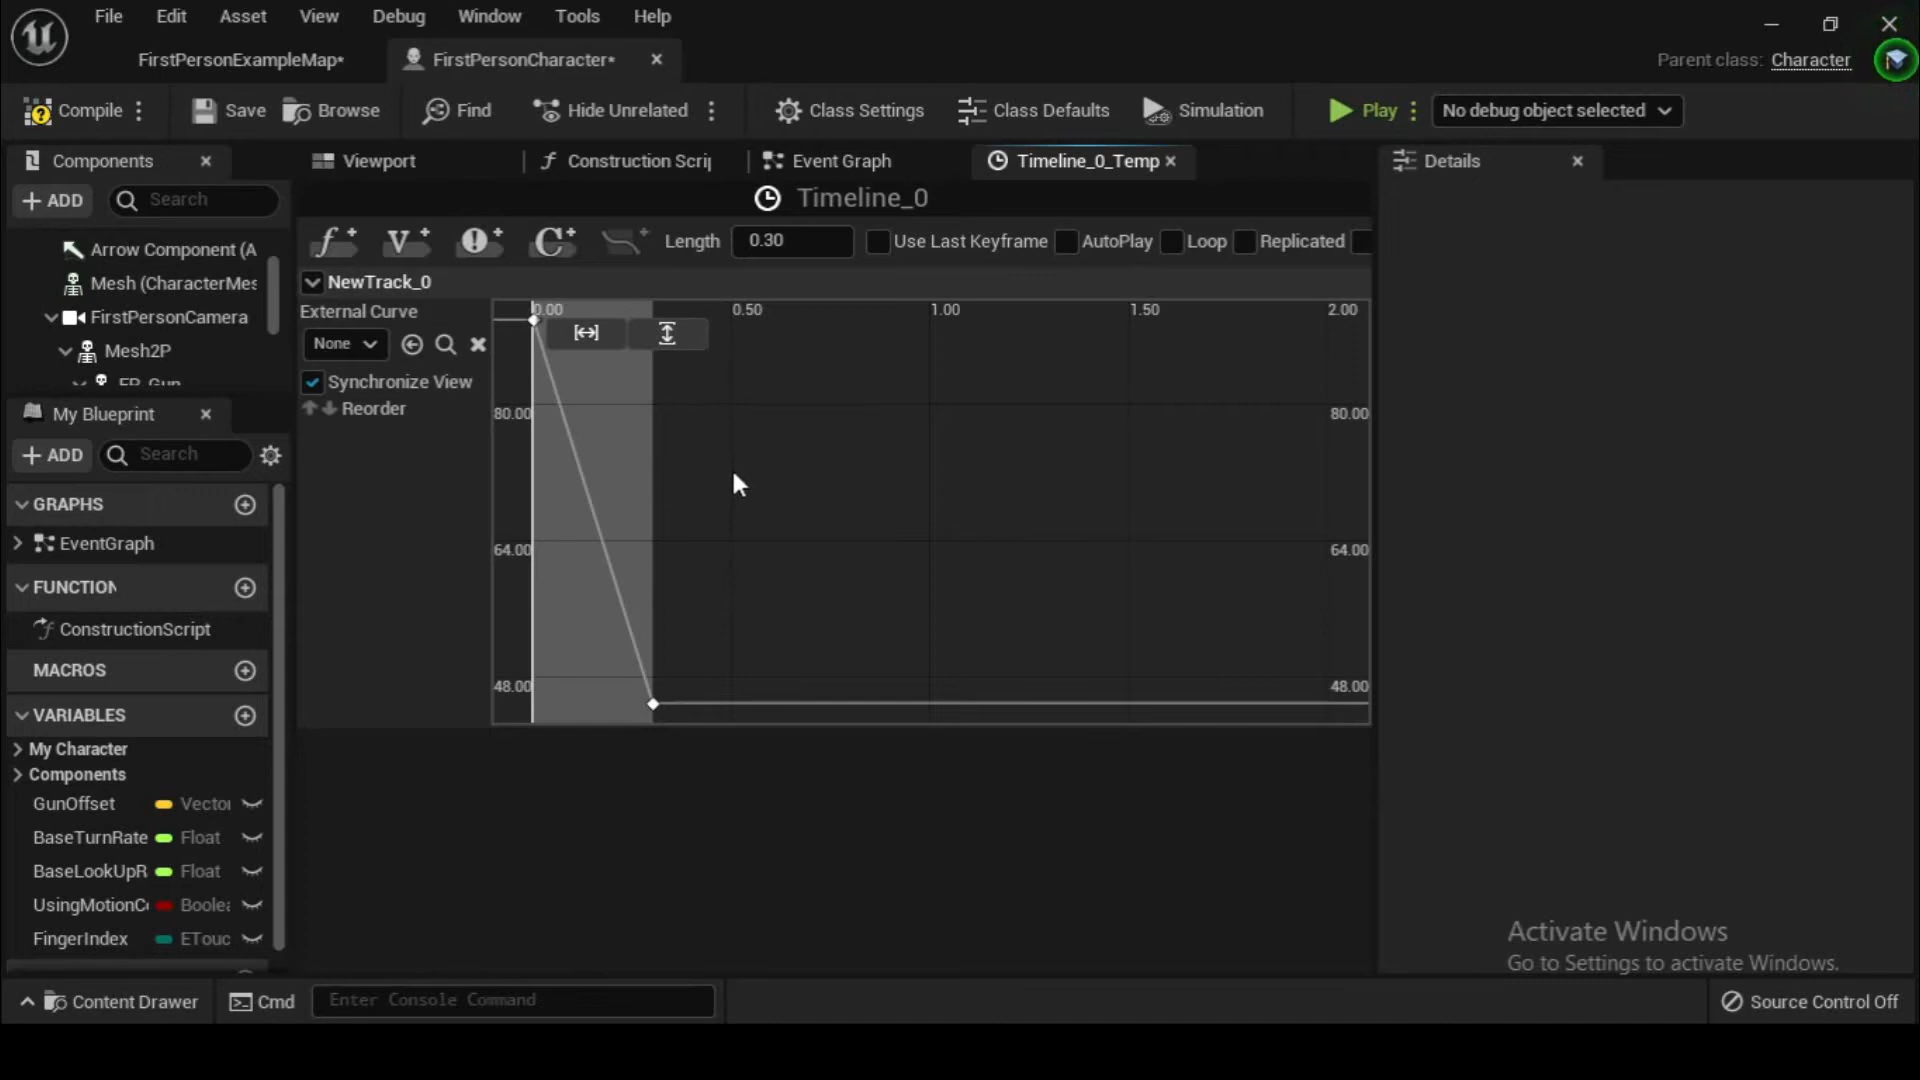 File Edit Asset View Debug Window Tools Help
FirstPersonExampleMap* FirstPersonCharacter* Parent class: Character
Compile Save Browse Find Hide Unrelated Class Settings Class Defaults Simulation Play No debug object selected
Components Viewport Construction Scrip Event Graph Timeline_0_Temp Details
ADD Search Timeline_0
Length 0.30 Use Last Keyframe AutoPlay Loop Replicated
Arrow Component (A
Mesh (CharacterMes
FirstPersonCamera
Mesh2P
FP_Gun
NewTrack_0
External Curve
None
Synchronize View
Reorder
0.00 0.50 1.00 1.50 2.00
80.00 80.00
64.00 64.00
48.00 48.00
My Blueprint
ADD Search
GRAPHS
EventGraph
FUNCTION
ConstructionScript
MACROS
VARIABLES
My Character
Components
GunOffset Vector
BaseTurnRate Float
BaseLookUpR Float
UsingMotionCo Boolea
FingerIndex ETouc
Activate Windows
Go to Settings to activate Windows.
Content Drawer Cmd Enter Console Command Source Control Off